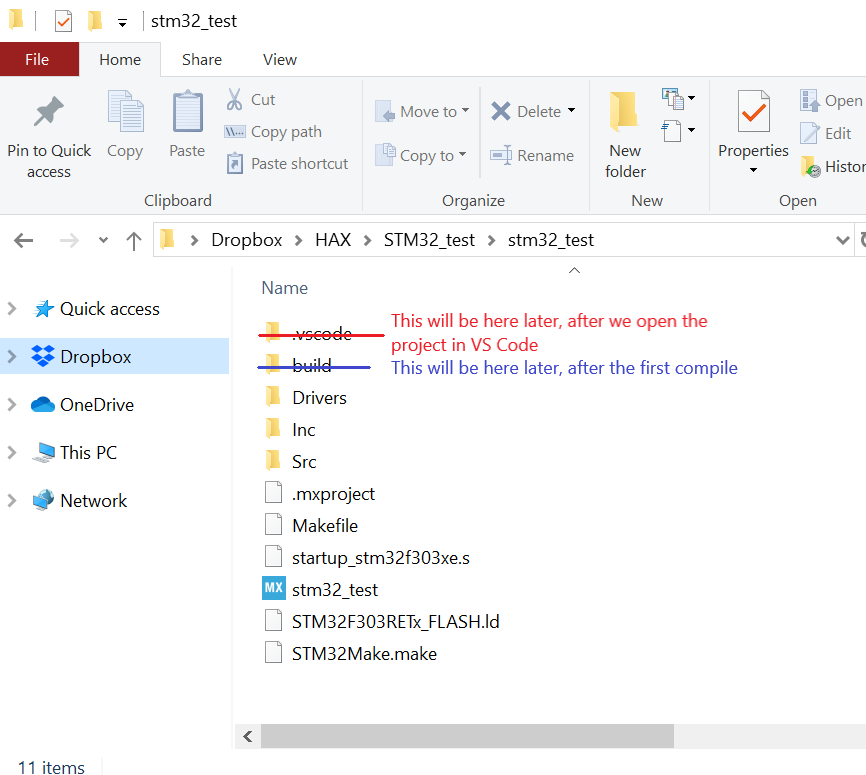 stm32_test
File
Home
Share
View
Pin to Quick
access
Copy
Paste
Cut
Copy path
Paste shortcut
Clipboard
Move to
Copy to
Delete
Rename
Organize
New
folder
New
Properties
Open
Edit
Histor
Open
Dropbox > HAX > STM32_test > stm32_test
Quick access
Dropbox
OneDrive
This PC
Network
Name
.vscode
This will be here later, after we open the
project in VS Code
build
This will be here later, after the first compile
Drivers
Inc
Src
.mxproject
Makefile
startup_stm32f303xe.s
MX stm32_test
STM32F303RETx_FLASH.ld
STM32Make.make
11 items